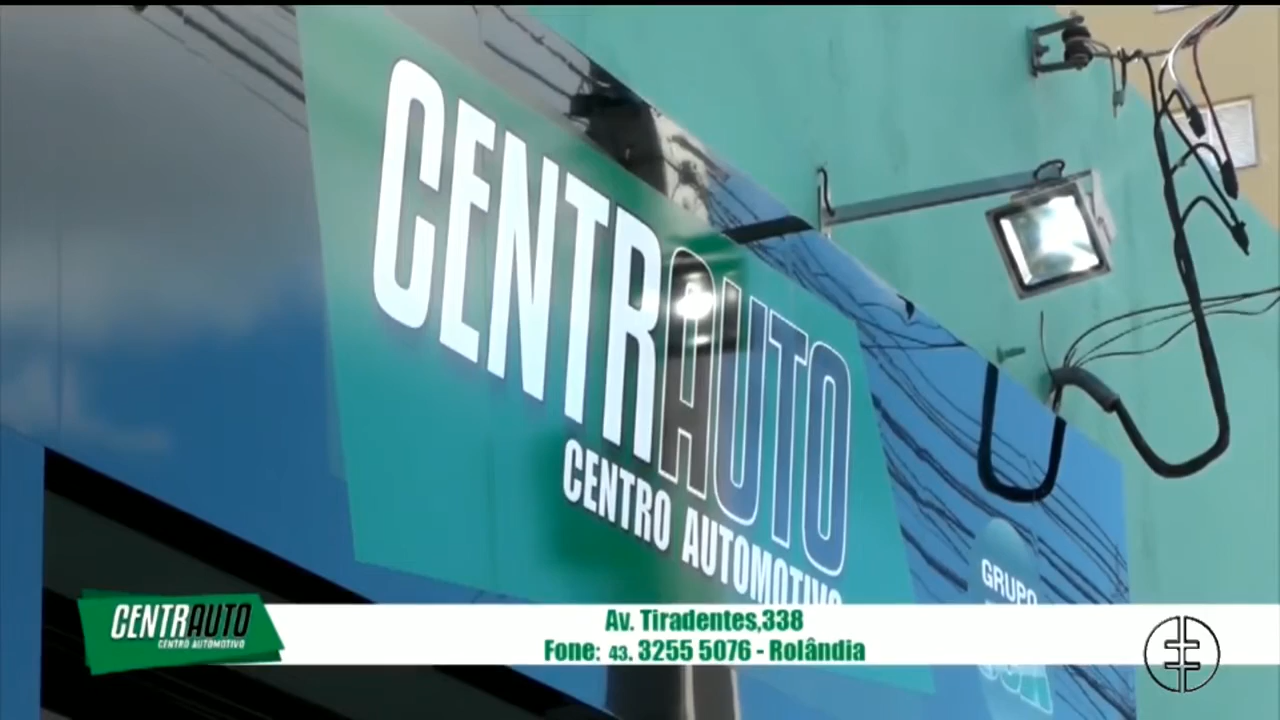 CENTRAUTO
CENTRO AUTOMOTIVO
GRUPO
CENTRAUTO
CENTRO AUTOMOTIVO
Av. Tiradentes,338
Fone: 43. 3255 5076 - Rolândia